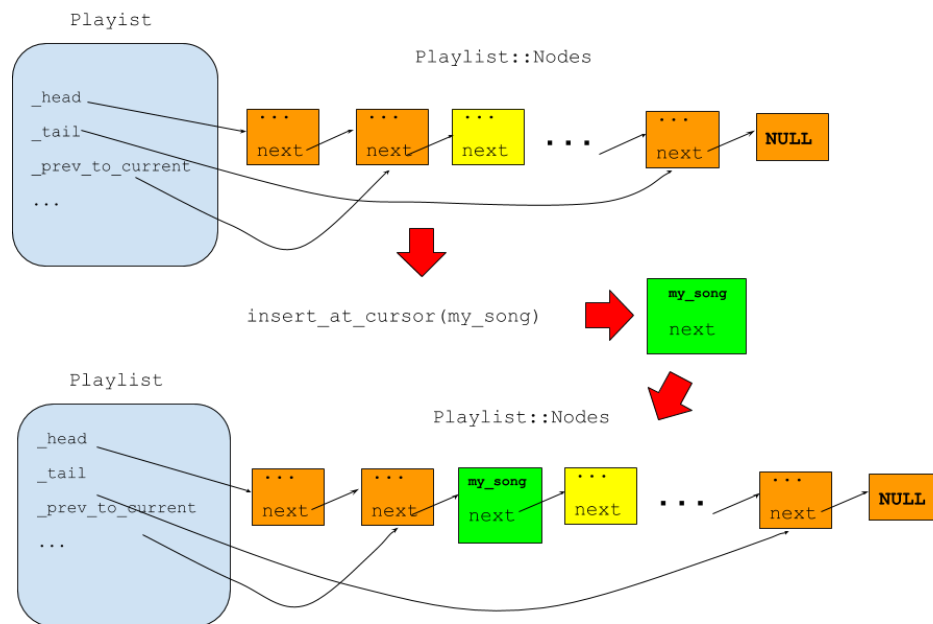 Playist
Playlist::Nodes
_head
_tail
_prev_to_current
...
... ... ... ... ...
next next next next NULL
insert_at_cursor(my_song)
my_song
next
Playlist
Playlist::Nodes
_head
_tail
_prev_to_current
...
... ... my_song ... ... ...
next next next next next NULL